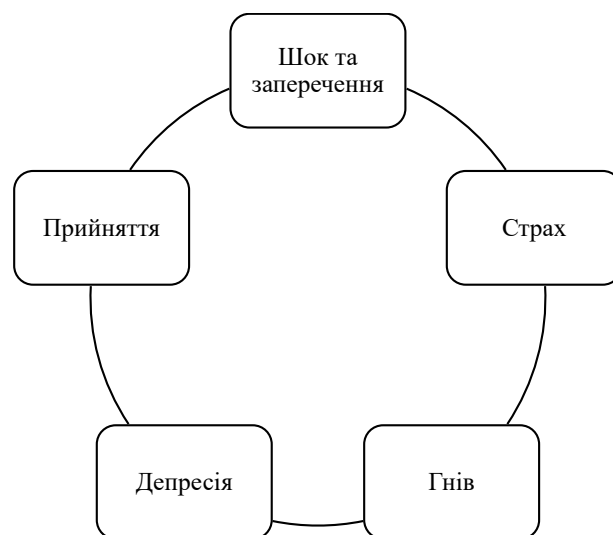 Шок та
заперечення
Страх
Гнів
Депресія
Прийняття